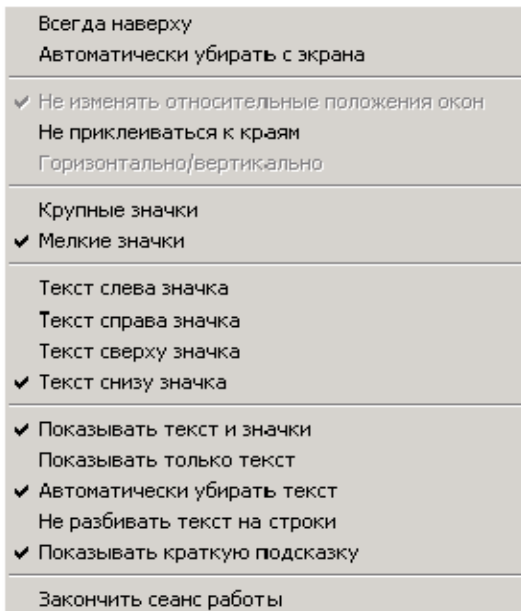 Всегда наверху
Автоматически убирать с экрана
Не изменять относительные положения окон
Не приклеиваться к краям
Горизонтально/вертикально
Крупные значки
Мелкие значки
Текст слева значка
Текст справа значка
Текст сверху значка
Текст снизу значка
Показывать текст и значки
Показывать только текст
Автоматически убирать текст
Не разбивать текст на строки
Показывать краткую подсказку
Закончить сеанс работы